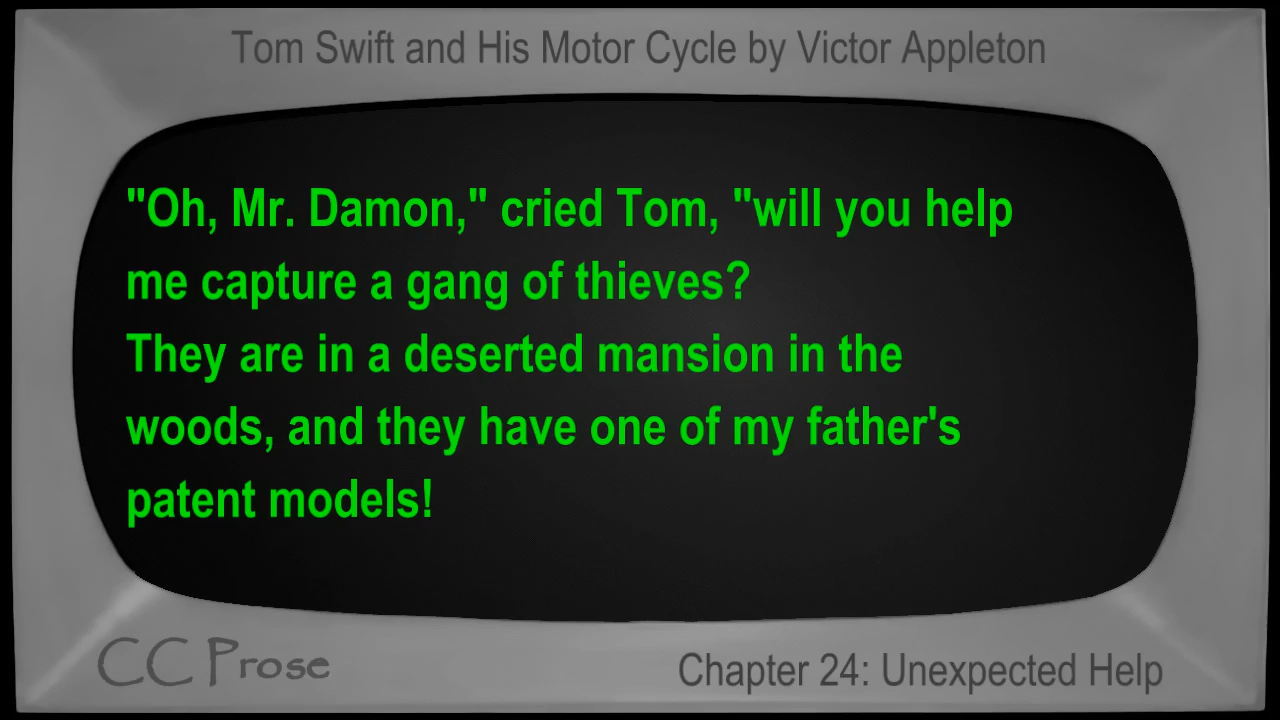 Tom Swift and His Motor Cycle by Victor Appleton
"Oh, Mr. Damon," cried Tom, "will you help
me capture a gang of thieves?
They are in a deserted mansion in the
woods, and they have one of my father's
patent models!
CC Prose
Chapter 24: Unexpected Help